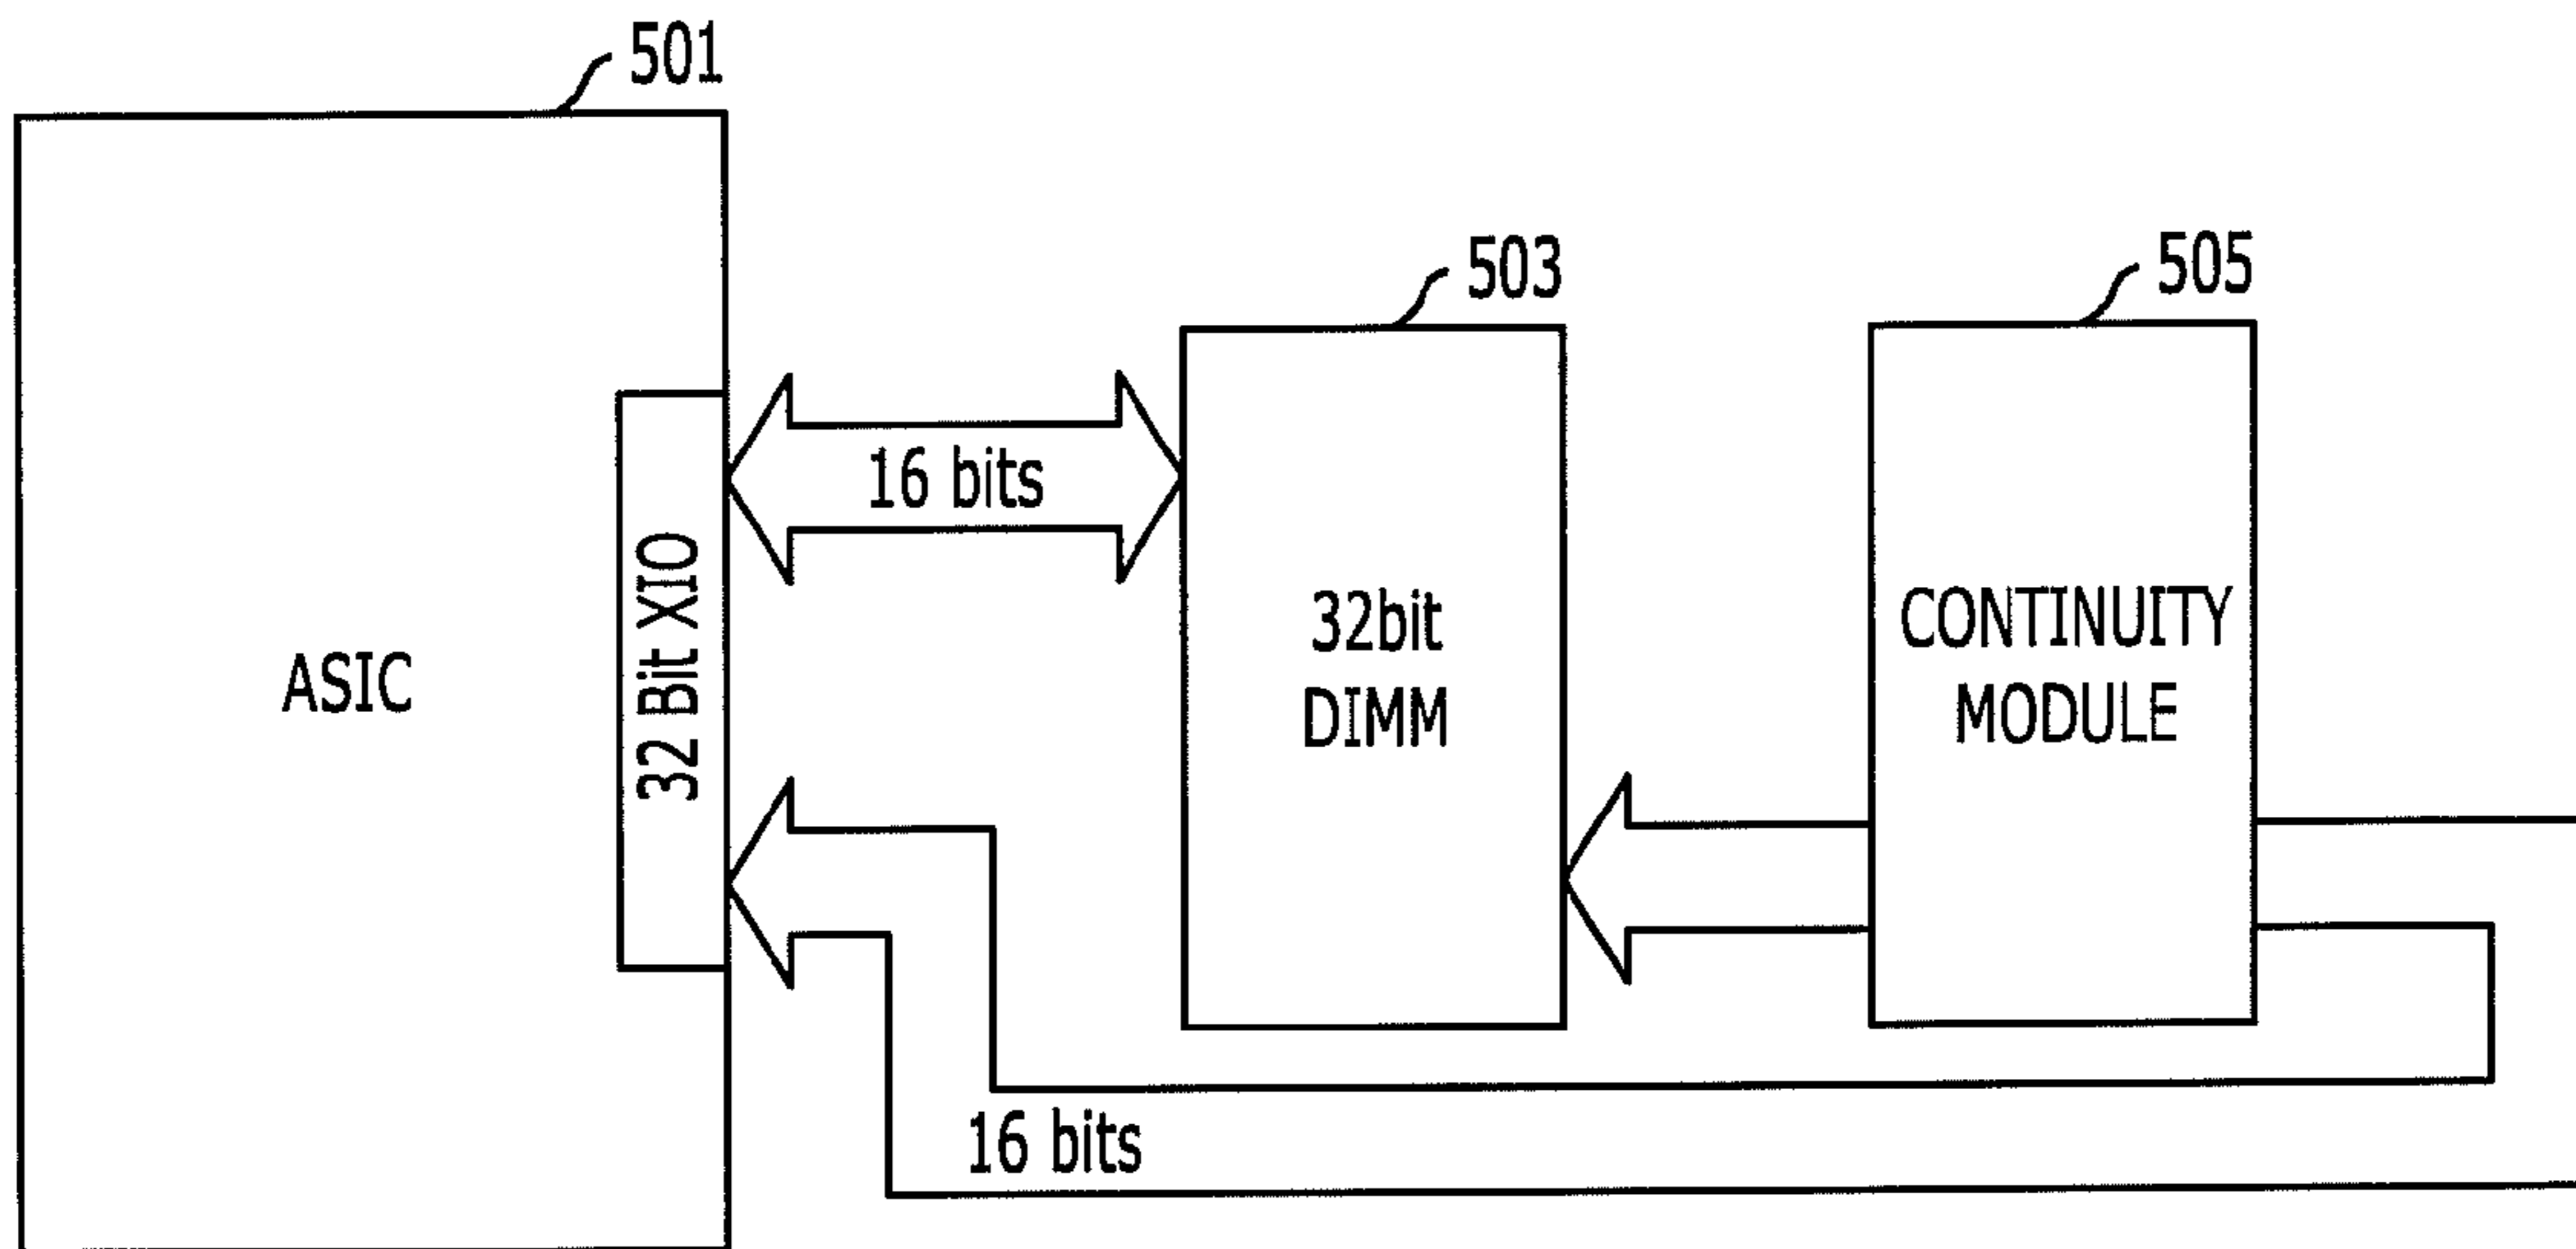 501
503
505
16 bits
32 Bit XIO
ASIC
32bit
DIMM
CONTINUITY
MODULE
16 bits